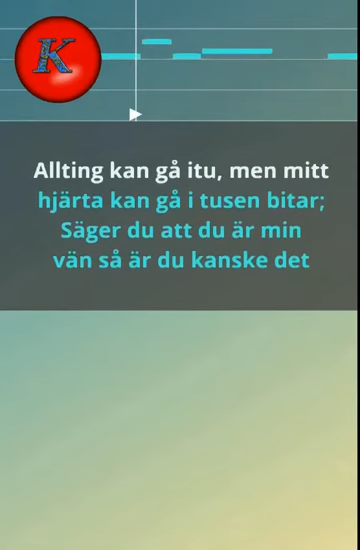 K
Allting kan gå itu, men mitt
hjärta kan gå i tusen bitar;
Säger du att du är min
vän så är du kanske det